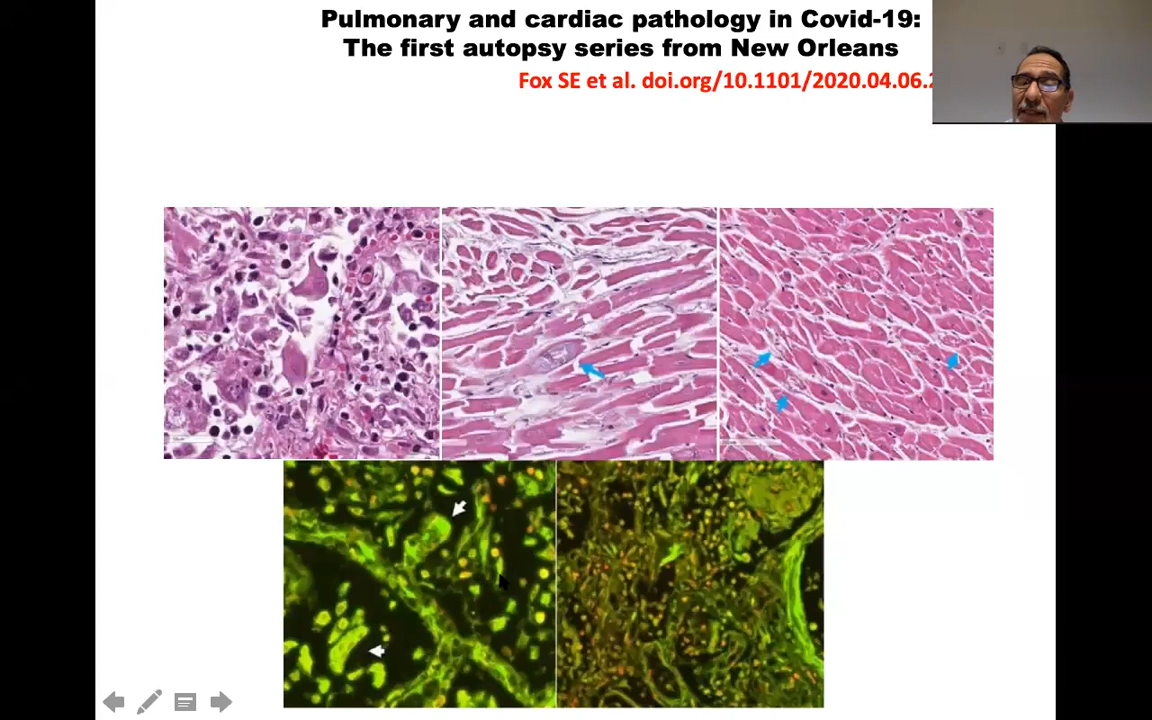 Pulmonary and cardiac pathology in Covid-19:
The first autopsy series from New Orleans
Fox SE et al. doi.org/10.1101/2020.04.06.